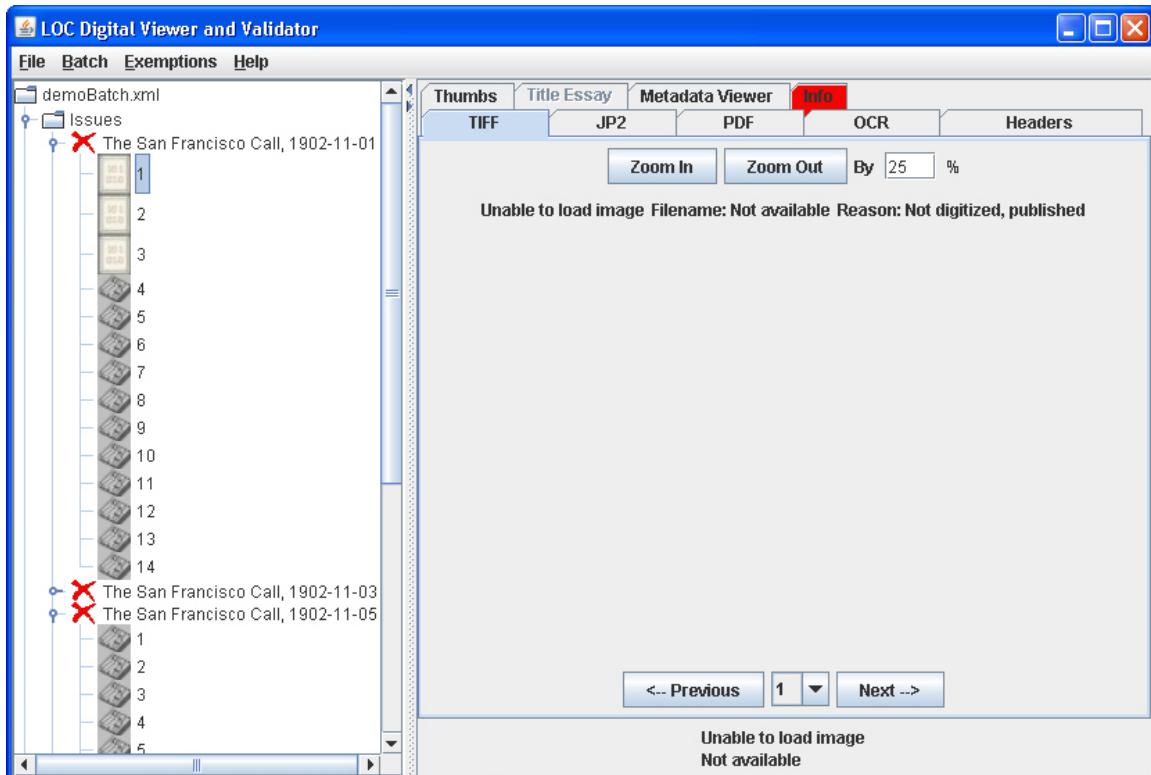 LOC Digital Viewer and Validator
File Batch Exemptions Help
demoBatch.xml
Issues
The San Francisco Call, 1902-11-01
1
2
3
4
5
6
7
8
9
10
11
12
13
14
The San Francisco Call, 1902-11-03
The San Francisco Call, 1902-11-05
1
2
3
4
5
Thumbs Title Essay Metadata Viewer Info
TIFF JP2 PDF OCR Headers
Zoom In Zoom Out By 25 %
Unable to load image Filename: Not available Reason: Not digitized, published
<-- Previous 1 Next -->
Unable to load image
Not available